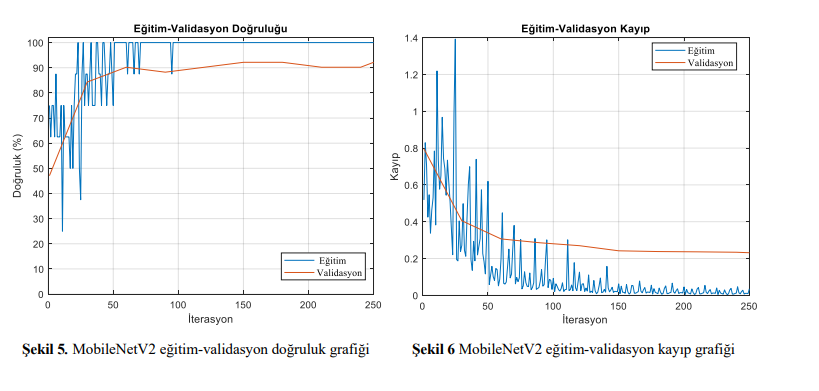 Eğitim-Validasyon Doğruluğu
100
90
80
70
60
50
40
30
20
10
0
Doğruluk (%)
0 50 100 150 200 250
İterasyon
Eğitim
Validasyon
Eğitim-Validasyon Kayıp
1.4
1.2
1
0.8
0.6
0.4
0.2
0
Kayıp
0 50 100 150 200 250
İterasyon
Eğitim
Validasyon
Şekil 5. MobileNetV2 eğitim-validasyon doğruluk grafiği
Şekil 6 MobileNetV2 eğitim-validasyon kayıp grafiği